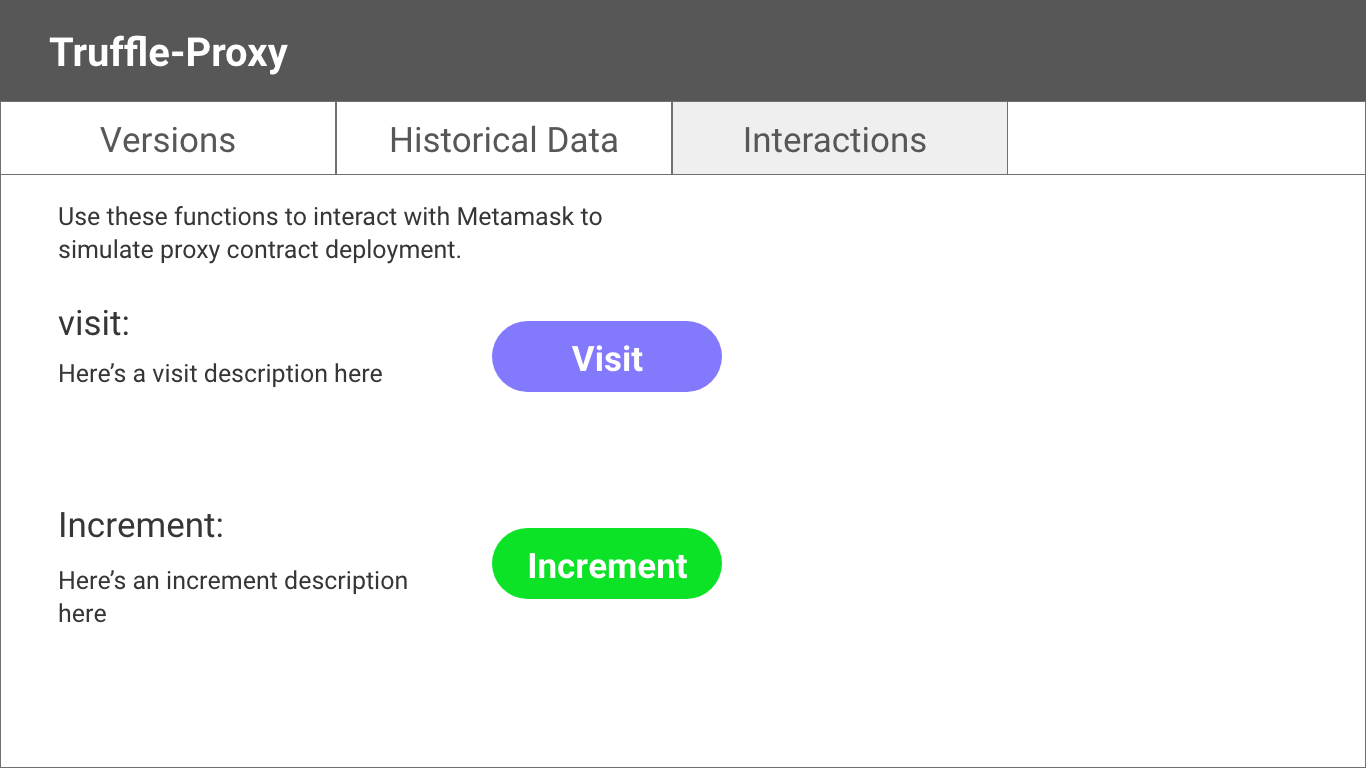 Truffle-Proxy
Versions
Historical Data
Interactions
Use these functions to interact with Metamask to
simulate proxy contract deployment.
visit:
Visit
Here’s a visit description here
Increment:
Increment
Here’s an increment description
here